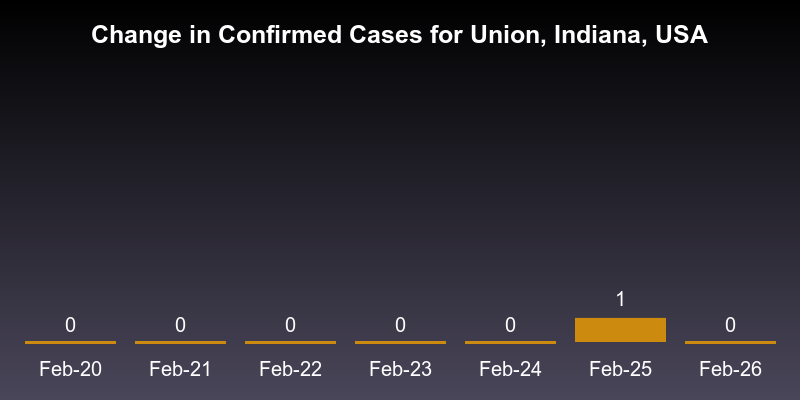 Change in Confirmed Cases for Union, Indiana, USA
1
0 0 0 0 0 0
Feb-20 Feb-21 Feb-22 Feb-23 Feb-24 Feb-25 Feb-26